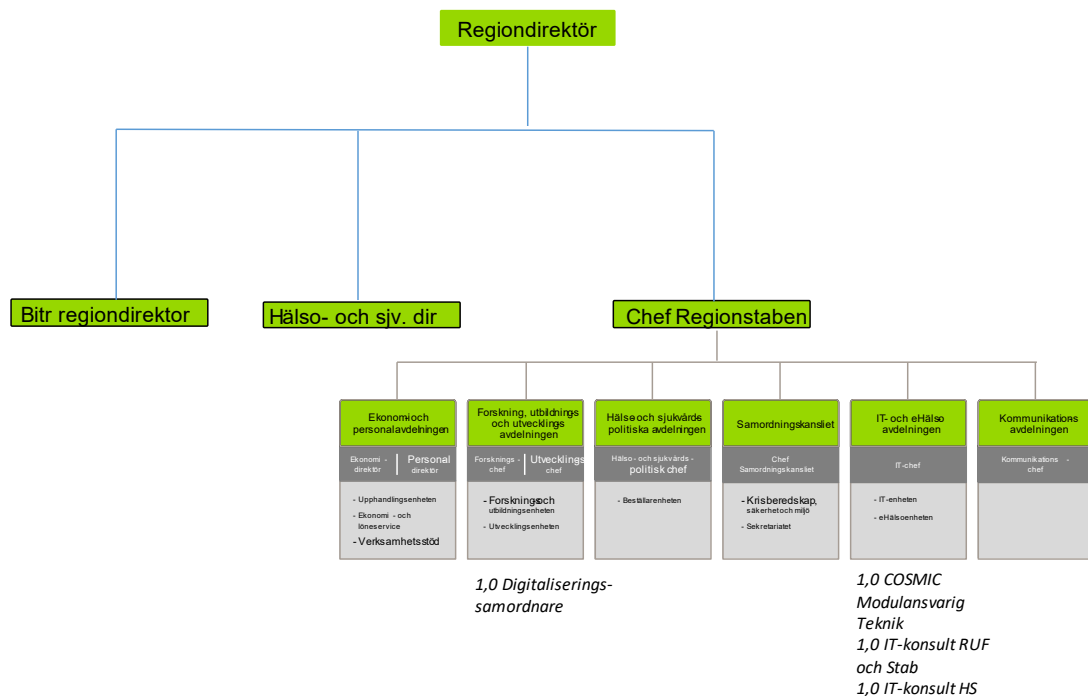 Regiondirektör
Bitr regiondirektor
Hälso- och sjv. dir
Chef Regionstaben
Ekonomi-och
personalavdelningen
Ekonomi -
direktör
Personal
direktör
- Upphandlingsenheten
- Ekonomi - och
löneservice
- Verksamhetsstöd
Forskning, utbildnings
och utvecklings
avdelningen
Forsknings -
chef
Utvecklings
chef
- Forsknings-och
utbildningsenheten
- Utvecklingsenheten
Hälse och sjukvårds
politiska avdelningen
Hälso - och sjukvårds -
politisk chef
- Beställarenheten
Samordningskansliet
Chef
Samordningskansliet
- Krisberedskap,
säkerhet och miljö
- Sekretariatet
IT- och eHälso
avdelningen
IT-chef
- IT-enheten
- eHälsoenheten
Kommunikations
avdelningen
Kommunikations -
chef
1,0 Digitaliserings-
samordnare
1,0 COSMIC
Modulansvarig
Teknik
1,0 IT-konsult RUF
och Stab
1,0 IT-konsult HS